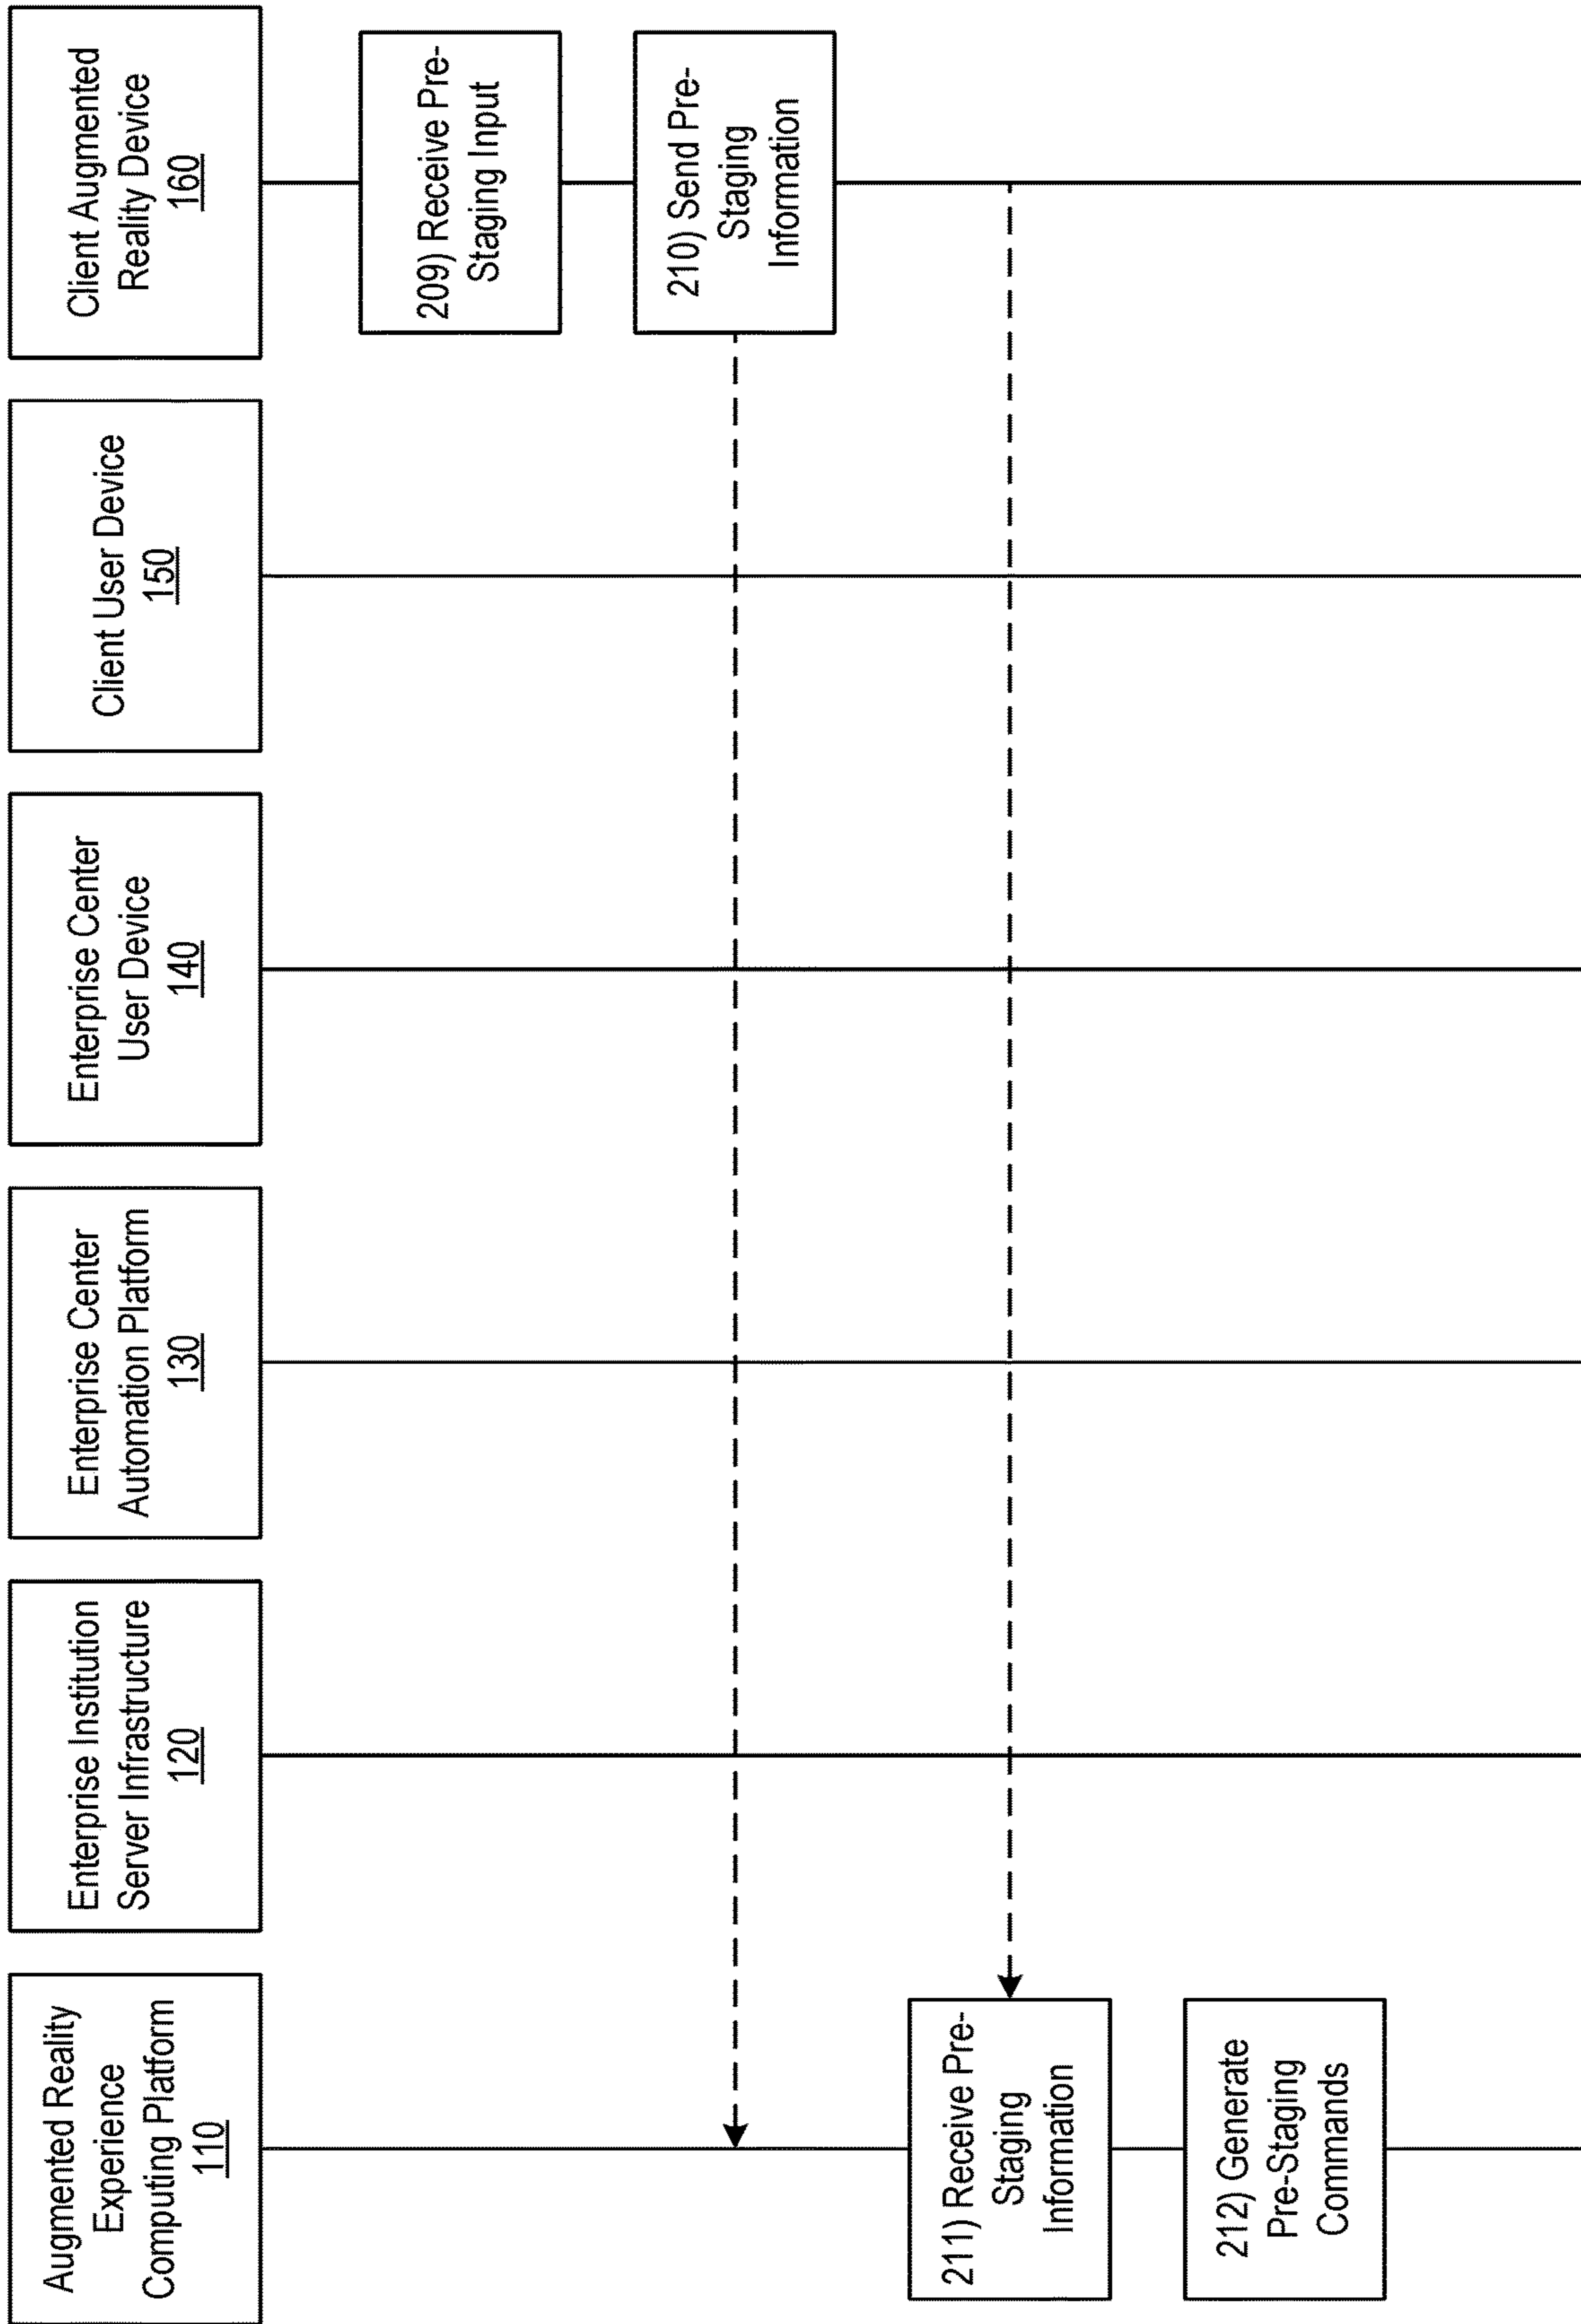 Augmented Reality
Experience
Computing Platform
110
Enterprise Institution
Server Infrastructure
120
Enterprise Center
Automation Platform
130
Enterprise Center
User Device
140
Client User Device
150
Client Augmented
Reality Device
160
209) Receive Pre-
Staging Input
210) Send Pre-
Staging
Information
211) Receive Pre-
Staging
Information
212) Generate
Pre-Staging
Commands